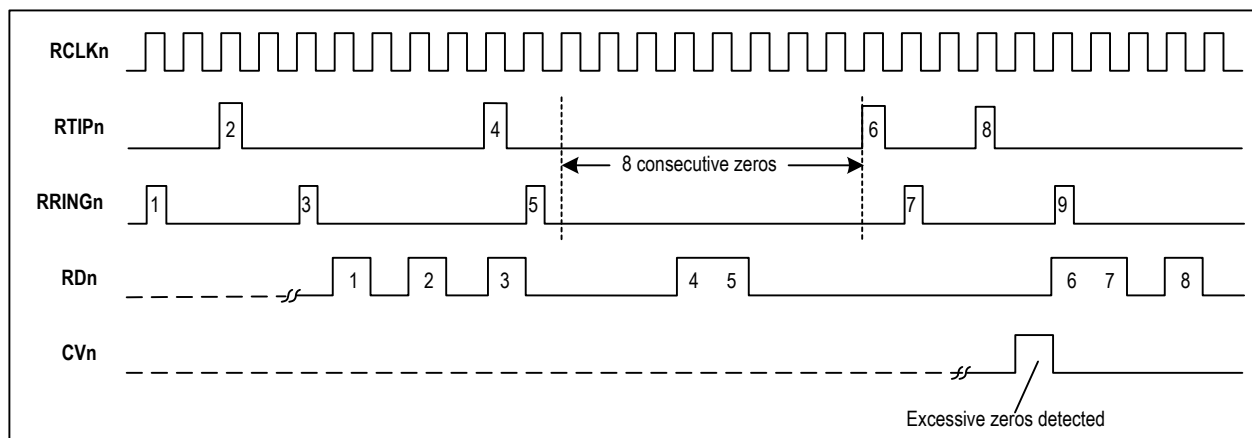 RCLKn
RTIPn
2
4
6
8
8 consecutive zeros
RRINGn
1
3
5
7
9
RDn
1
2
3
4
5
6
7
8
CVn
Excessive zeros detected